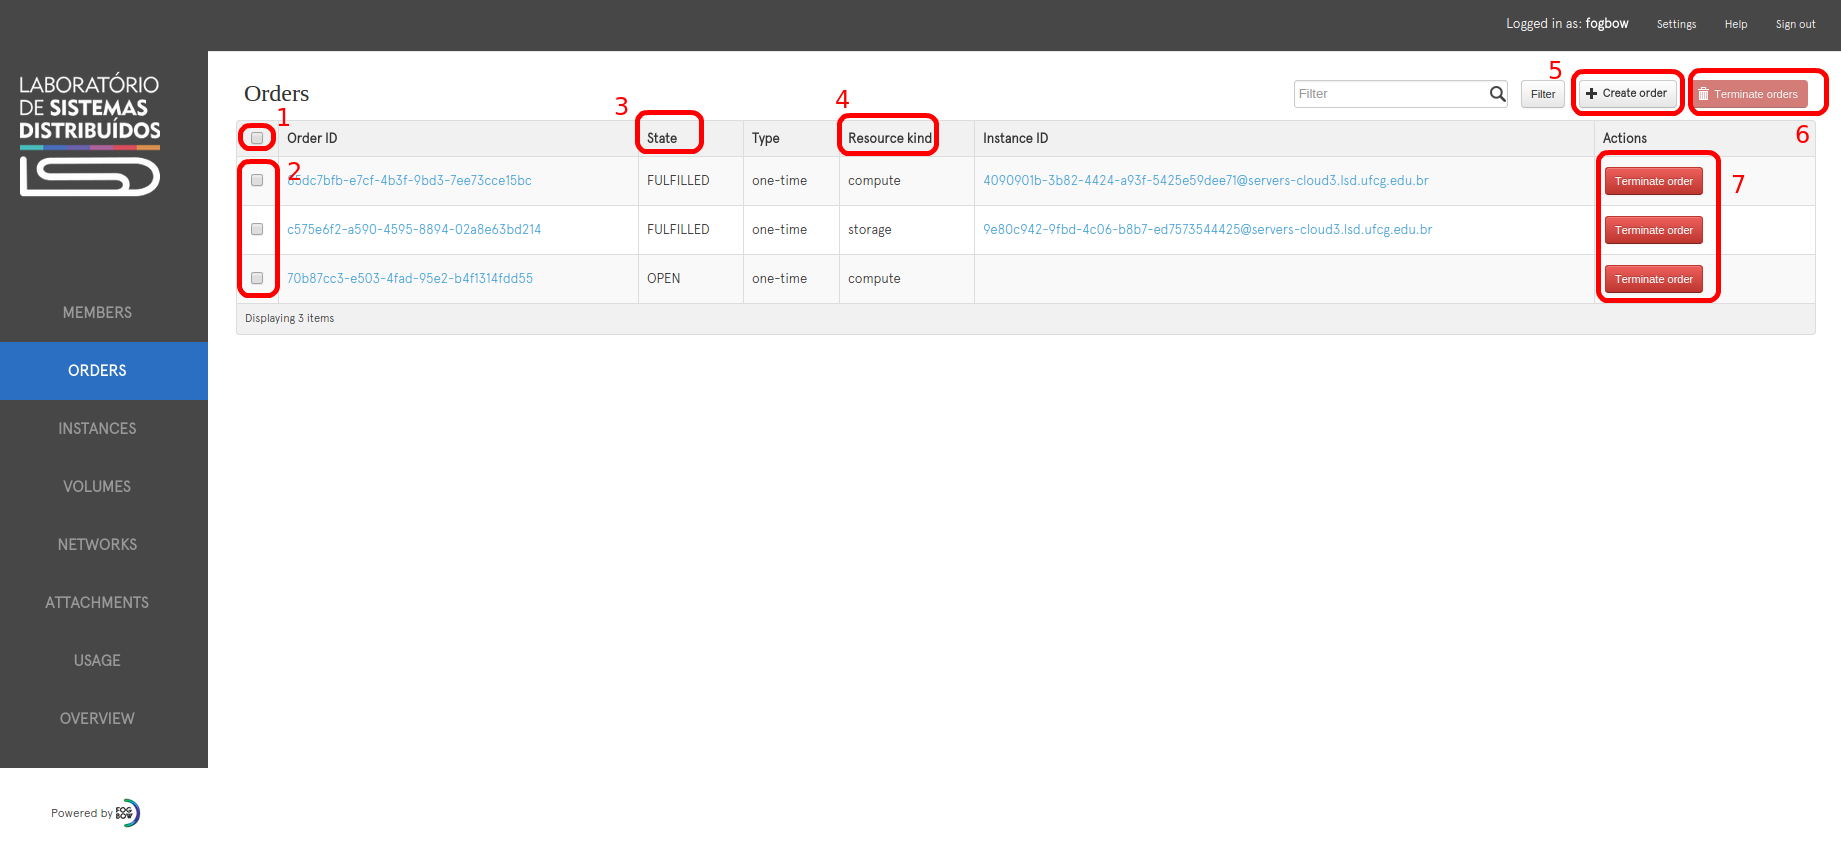 Logged in as: fogbow Settings Help Sign out
LABORATÓRIO
DE SISTEMAS
DISTRIBUÍDOS
MEMBERS
ORDERS
INSTANCES
VOLUMES
NETWORKS
ATTACHMENTS
USAGE
OVERVIEW
Powered by FOG
BOW
Orders
Filter Filter 5 Create order Terminate orders 6
1 Order ID 3 State Type 4 Resource kind Instance ID Actions
2 65dc7bfb-e7cf-4b3f-9bd3-7ee73cce15bc FULFILLED one-time compute 4090901b-3b82-4424-a93f-5425e59dee71@servers-cloud3.lsd.ufcg.edu.br Terminate order 7
c575e6f2-a590-4595-8894-02a8e63bd214 FULFILLED one-time storage 9e80c942-9fbd-4c06-b8b7-ed7573544425@servers-cloud3.lsd.ufcg.edu.br Terminate order
70b87cc3-e503-4fad-95e2-b4f1314fdd55 OPEN one-time compute Terminate order
Displaying 3 items